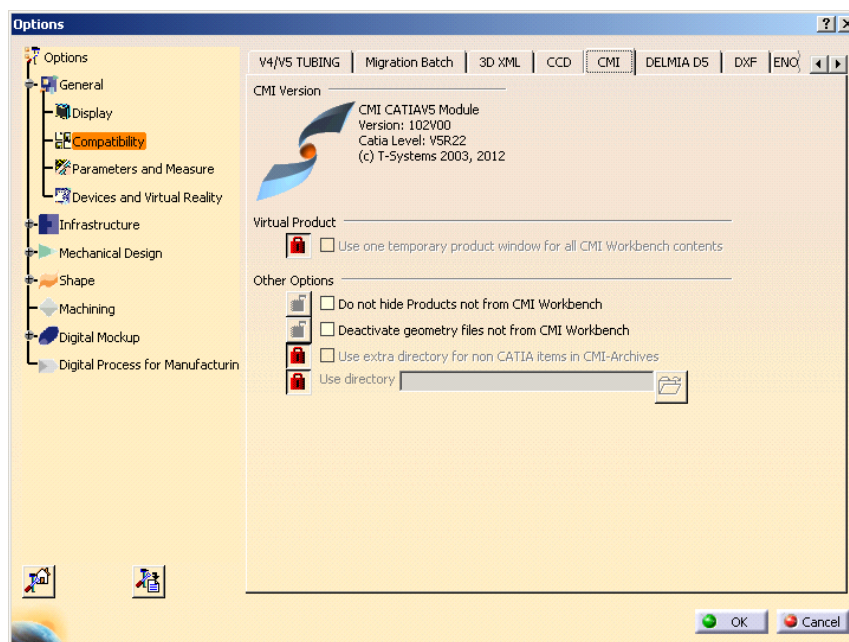 Options
Options
General
Display
Compatibility
Parameters and Measure
Devices and Virtual Reality
Infrastructure
Mechanical Design
Shape
Machining
Digital Mockup
Digital Process for Manufacturin
V4/V5 TUBING
Migration Batch
3D XML
CCD
CMI
DELMIA D5
DXF
ENO
CMI Version
CMI CATIAV5 Module
Version: 102V00
Catia Level: V5R22
(c) T-Systems 2003, 2012
Virtual Product
Use one temporary product window for all CMI Workbench contents
Other Options
Do not hide Products not from CMI Workbench
Deactivate geometry files not from CMI Workbench
Use extra directory for non CATIA items in CMI-Archives
Use directory
OK
Cancel